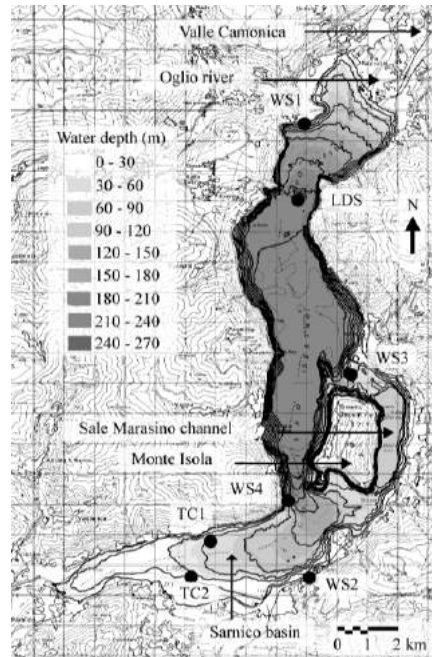 Valle Camonica
Oglio river
WS1
Water depth (m)
0 - 30
30 - 60
60 - 90
90 - 120
120 - 150
150 - 180
180 - 210
210 - 240
240 - 270
LDS
N
WS3
Sale Marasino channel
Monte Isola
WS4
TC1
TC2
WS2
Sarnico basin
0 2 km